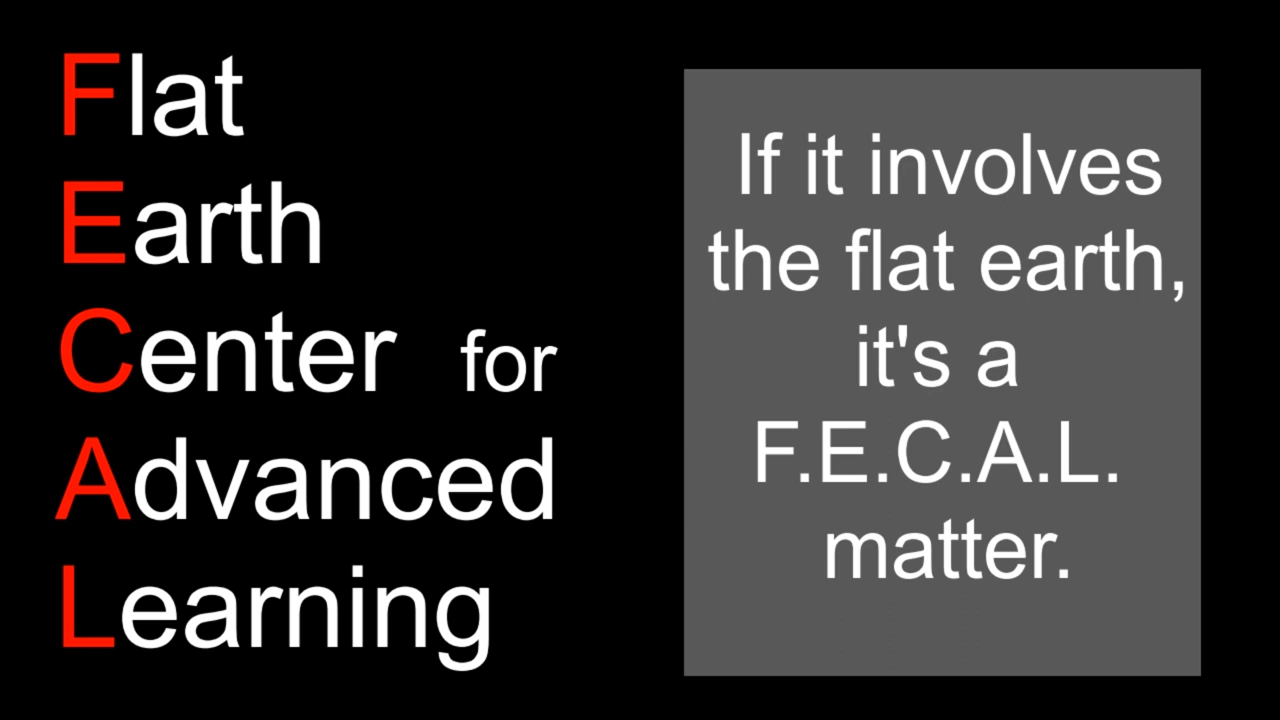 Flat
Earth
Center for
Advanced
Learning
If it involves
the flat earth,
it's a
F.E.C.A.L.
matter.